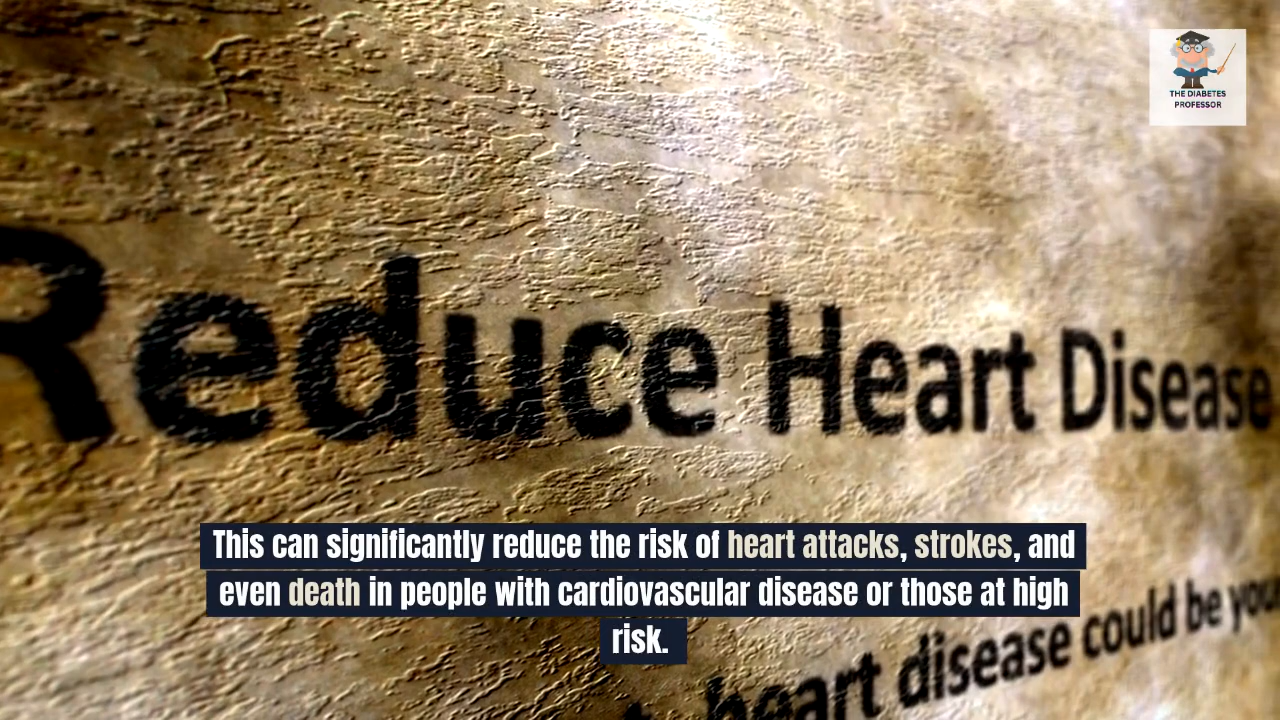 THE DIABETES
PROFESSOR
Reduce Heart Disease
This can significantly reduce the risk of heart attacks, strokes, and
even death in people with cardiovascular disease or those at high
risk.
heart disease could be your